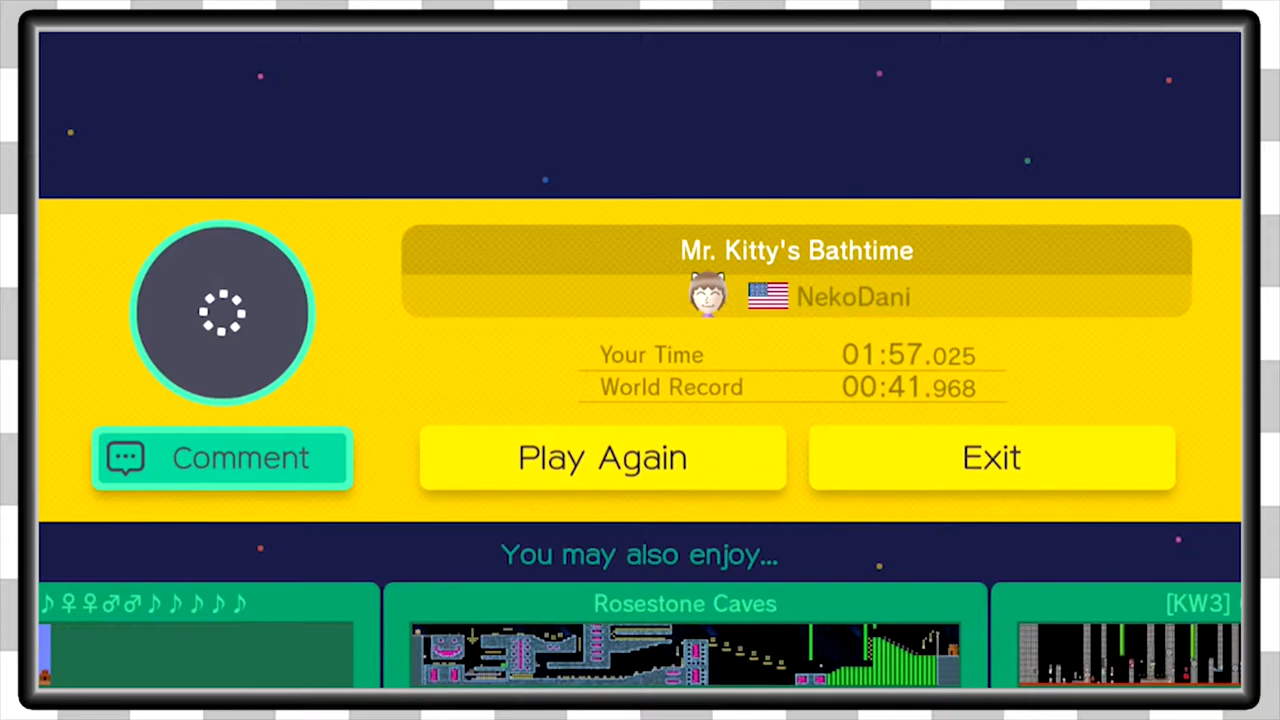 Mr. Kitty's Bathtime
NekoDani
Your Time 01:57.025
World Record 00:41.968
Comment
Play Again
Exit
You may also enjoy...
♪♀♀♂♂♪♪♪♪♪
Rosestone Caves
[KW3]